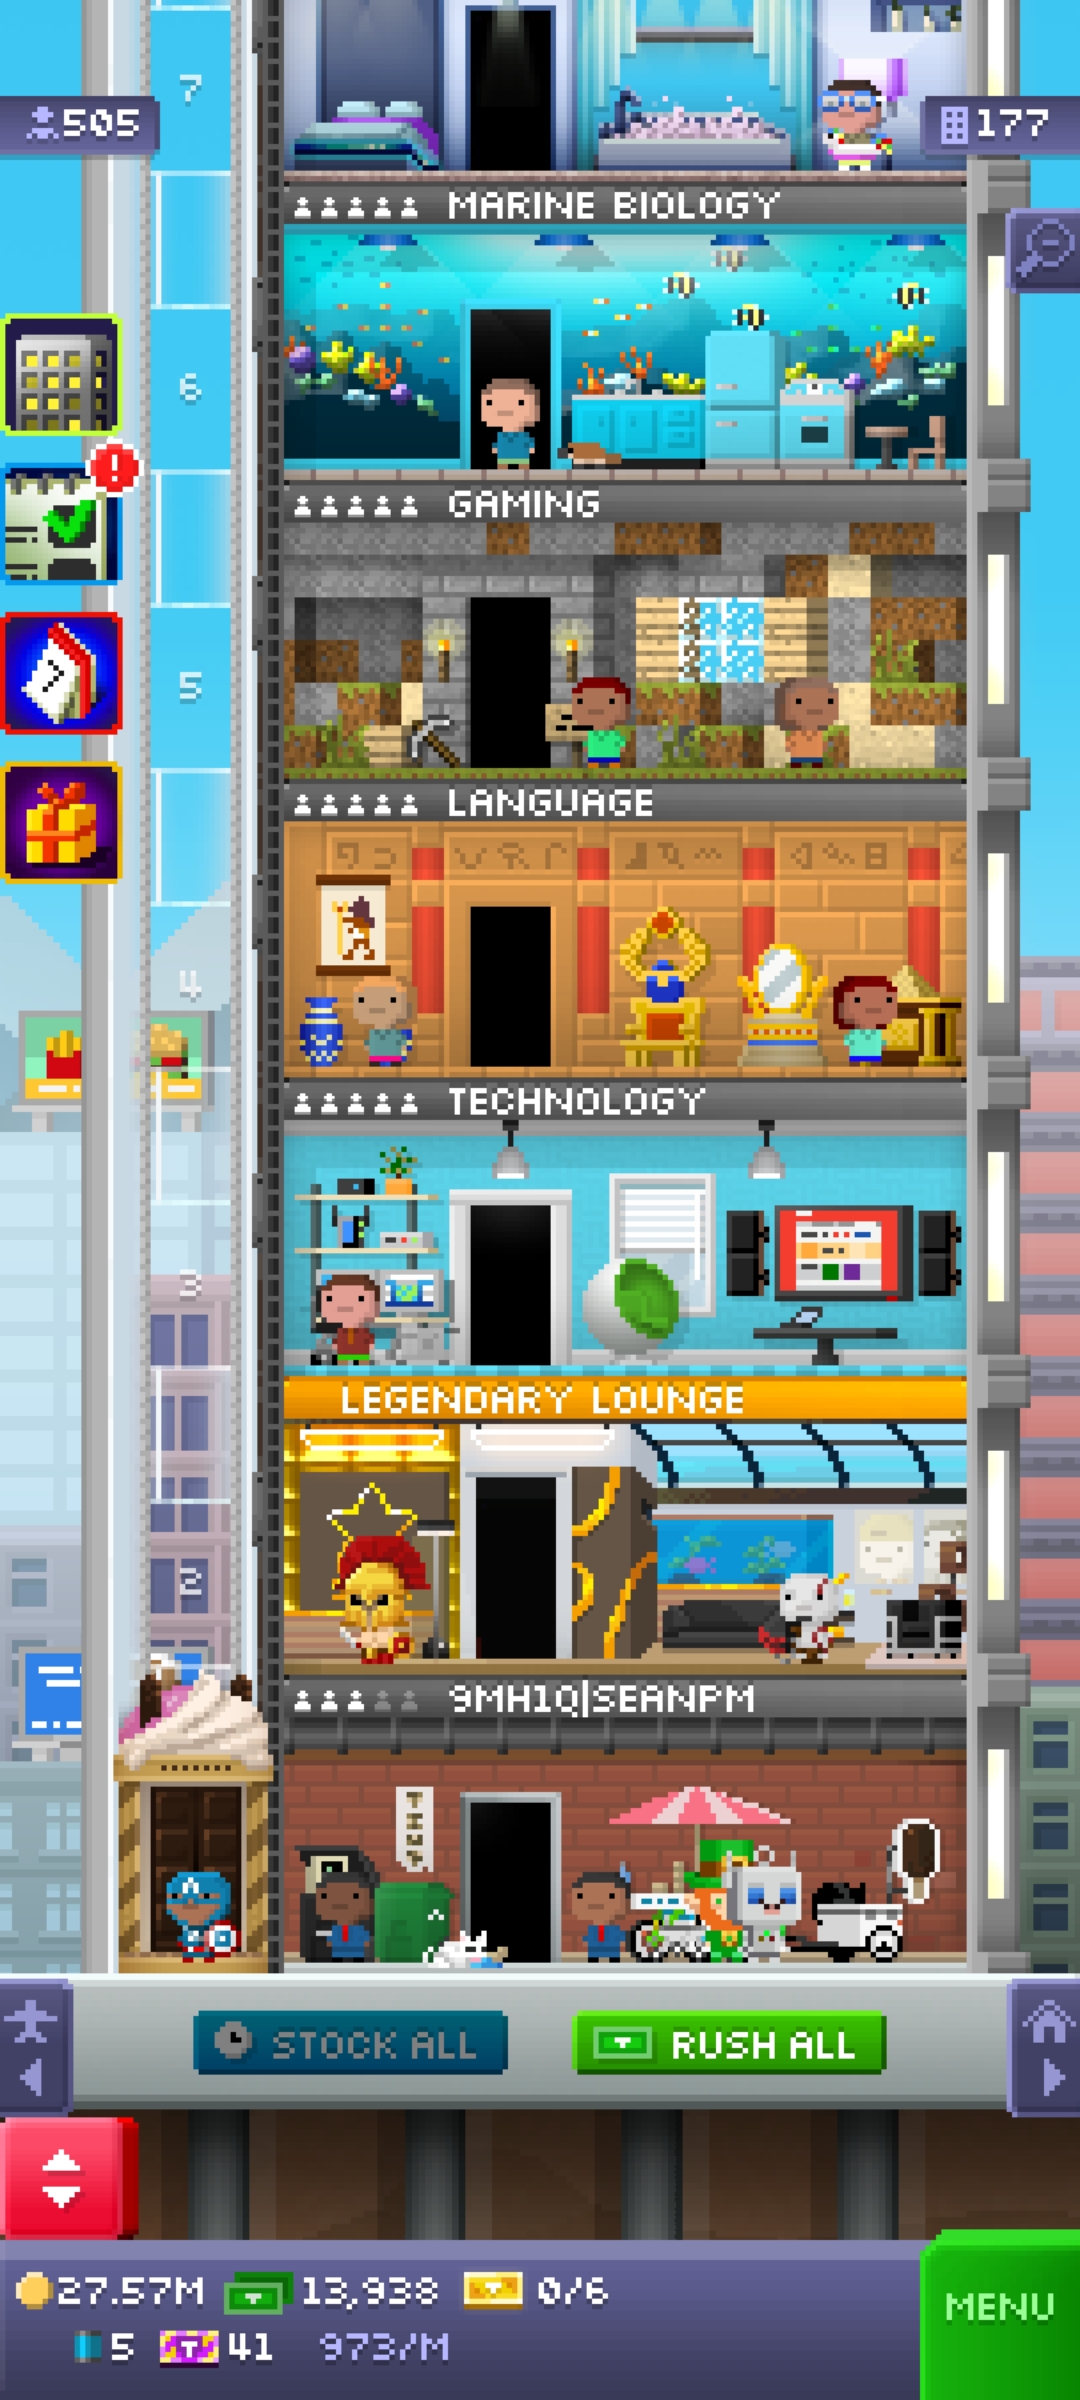 7
505
177
MARINE BIOLOGY
6
GAMING
5
LANGUAGE
4
TECHNOLOGY
3
LEGENDARY LOUNGE
2
9MH1Q|SEANPM
STOCK ALL
RUSH ALL
27.57M 13,938 0/6
MENU
5 41 973/M